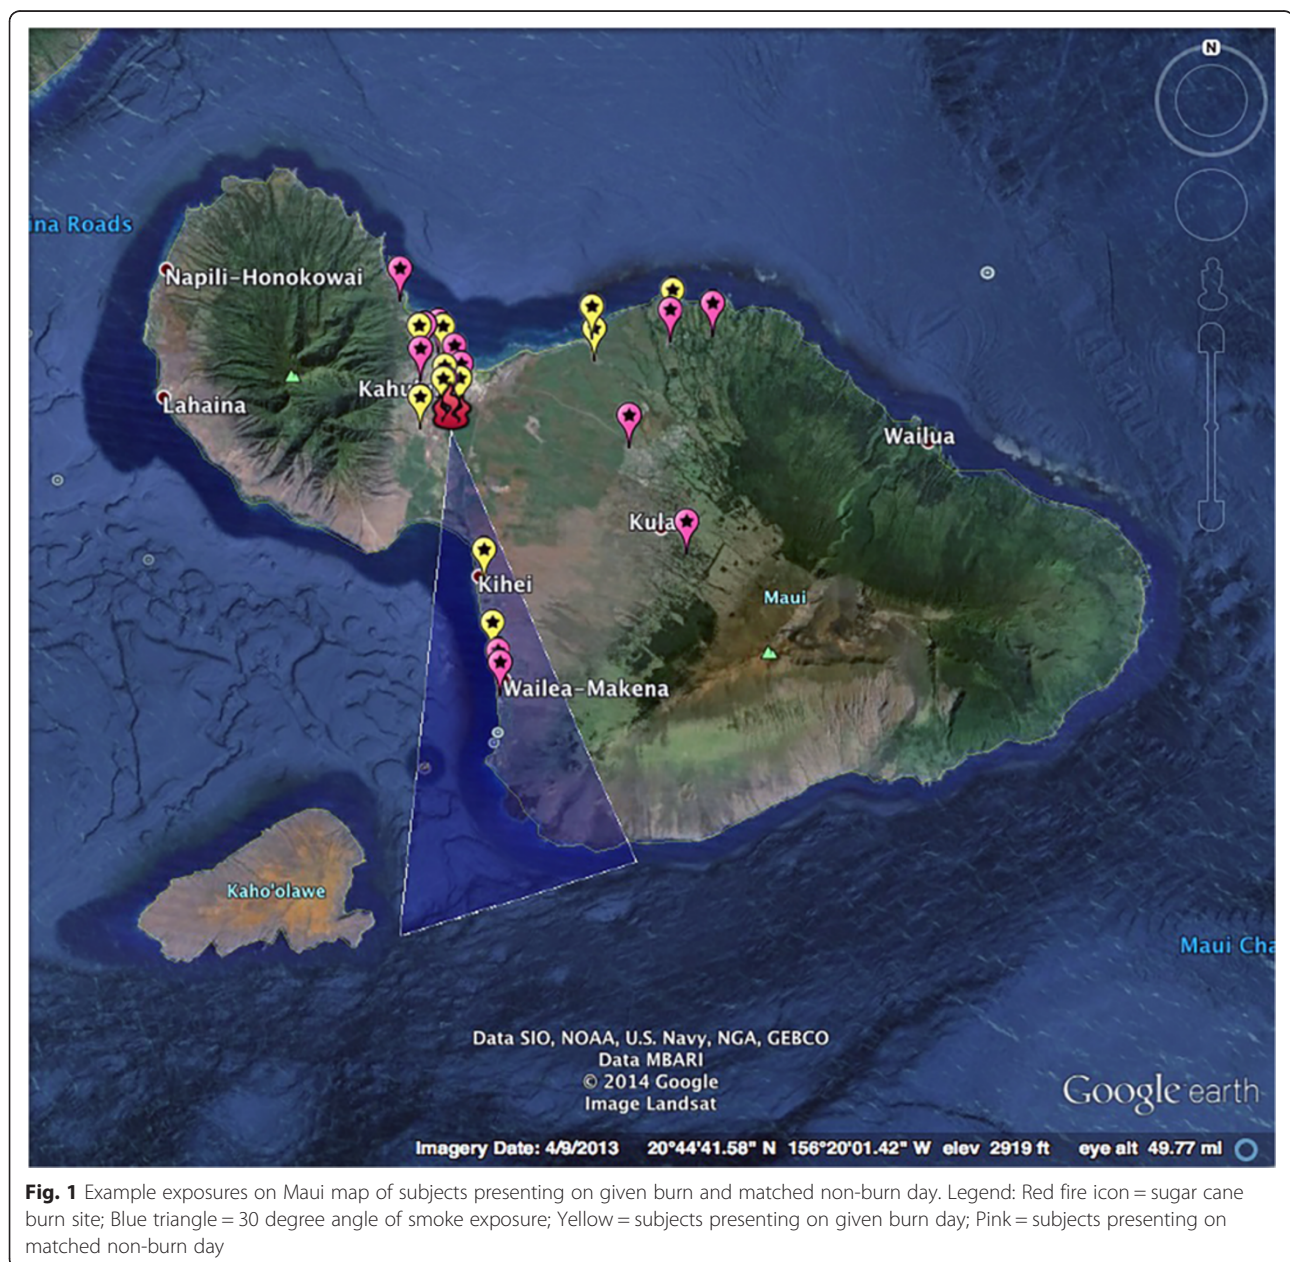 N
ina Roads
Napili-Honokowai
Kahu
Lahaina
Wailua
Kula
Kihei
Maui
Wailea-Makena
Kaho'olawe
Maui Cha
Data SIO, NOAA, U.S. Navy, NGA, GEBCO
Data MBARI
© 2014 Google
Image Landsat
Google earth
Imagery Date: 4/9/2013 20°44'41.58" N 156°20'01.42" W elev 2919 ft eye alt 49.77 mi
Fig. 1 Example exposures on Maui map of subjects presenting on given burn and matched non-burn day. Legend: Red fire icon = sugar cane
burn site; Blue triangle = 30 degree angle of smoke exposure; Yellow = subjects presenting on given burn day; Pink = subjects presenting on
matched non-burn day